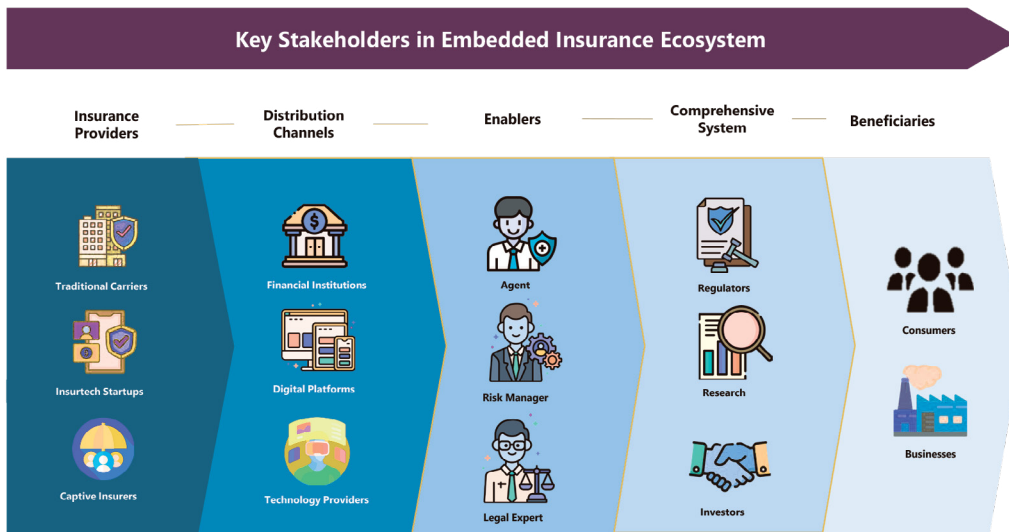 Key Stakeholders in Embedded Insurance Ecosystem
Insurance
Providers
Distribution
Channels
Enablers
Comprehensive
System
Beneficiaries
Traditional Carriers
Insurtech Startups
Captive Insurers
Financial Institutions
Digital Platforms
Technology Providers
Agent
Risk Manager
Legal Expert
Regulators
Research
Investors
Consumers
Businesses